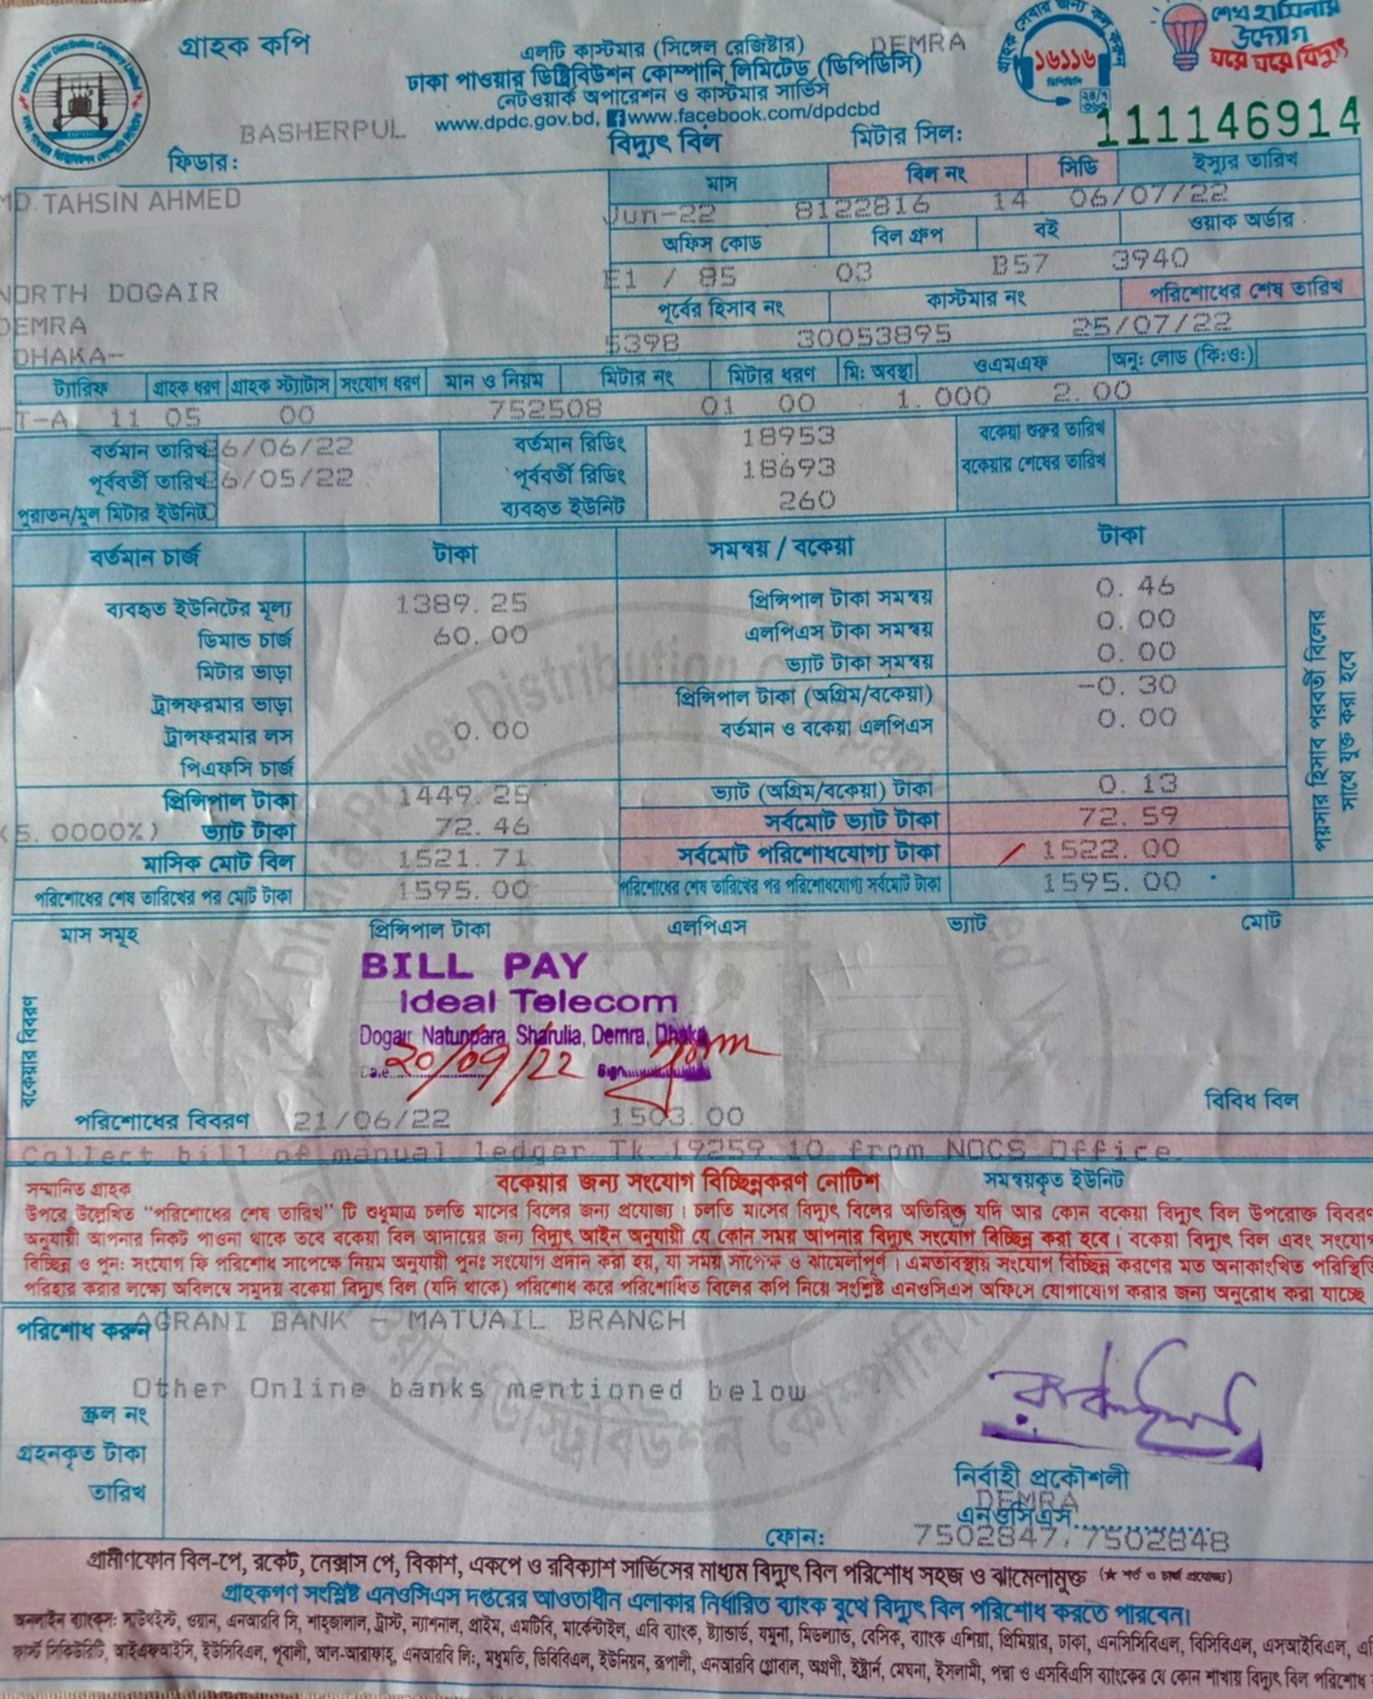 গ্রাহক কপি
এলটি কাস্টমার (সিঙ্গেল রেজিষ্টার) DEMRA
ঢাকা পাওয়ার ডিষ্ট্রিবিউশন কোম্পানি লিমিটেড (ডিপিডিসি)
নেটওয়ার্ক অপারেশন ও কাস্টমার সার্ভিস
www.dpdc.gov.bd, www.facebook.com/dpdcbd
১৬১১৬
শেখ হাসিনার
উদ্যোগ
ঘরে ঘরে বিদ্যুৎ
111146914
BASHERPUL
ফিডার:
বিদ্যুৎ বিল
মিটার সিল:
মাস বিল নং সিডি ইস্যুর তারিখ
MD. TAHSIN AHMED
Jun-22 8122816 14 06/07/22
অফিস কোড বিল গ্রুপ বই ওয়াক অর্ডার
E1 / 85 03 B57 3940
NORTH DOGAIR
DEMRA
DHAKA-
পূর্বের হিসাব নং কাস্টমার নং পরিশোধের শেষ তারিখ
5398 30053895 25/07/22
ট্যারিফ গ্রাহক ধরণ গ্রাহক স্ট্যাটাস সংযোগ ধরণ মান ও নিয়ম মিটার নং মিটার ধরণ মি: অবস্থা ওএমএফ অনু: লোড (কি:ও:)
LT-A 11 05 00 752508 01 00 1.000 2.00
বর্তমান তারিখ 6/06/22 বর্তমান রিডিং 18953 বকেয়া শুরুর তারিখ
পূর্ববর্তী তারিখ 6/05/22 পূর্ববর্তী রিডিং 18693 বকেয়ার শেষের তারিখ
পুরাতন/মূল মিটার ইউনিট 0 ব্যবহৃত ইউনিট 260
বর্তমান চার্জ টাকা সমন্বয় / বকেয়া টাকা
ব্যবহৃত ইউনিটের মূল্য 1389.25 প্রিন্সিপাল টাকা সমন্বয় 0.46
ডিমান্ড চার্জ 60.00 এলপিএস টাকা সমন্বয় 0.00
মিটার ভাড়া ভ্যাট টাকা সমন্বয় 0.00
ট্রান্সফরমার ভাড়া প্রিন্সিপাল টাকা (অগ্রিম/বকেয়া) -0.30
ট্রান্সফরমার লস 0.00 বর্তমান ও বকেয়া এলপিএস 0.00
পিএফসি চার্জ
প্রিন্সিপাল টাকা 1449.25 ভ্যাট (অগ্রিম/বকেয়া) টাকা 0.13
(5.0000%) ভ্যাট টাকা 72.46 সর্বমোট ভ্যাট টাকা 72.59
মাসিক মোট বিল 1521.71 সর্বমোট পরিশোধযোগ্য টাকা 1522.00
পরিশোধের শেষ তারিখের পর মোট টাকা 1595.00 পরিশোধের শেষ তারিখের পর পরিশোধযোগ্য সর্বমোট টাকা 1595.00
পয়সার হিসাব পরবর্তী বিলের
সাথে যুক্ত করা হবে
মাস সমূহ প্রিন্সিপাল টাকা এলপিএস ভ্যাট মোট
বকেয়ার বিবরণ
BILL PAY
Ideal Telecom
Dogair Natunpara, Sharulia, Demra, Dhaka
Date 20/09/22 Sign
পরিশোধের বিবরণ 21/06/22 1503.00 বিবিধ বিল
Collect bill of manual ledger Tk.19259.10 from NOCS Office
সম্মানিত গ্রাহক বকেয়ার জন্য সংযোগ বিচ্ছিন্নকরণ নোটিশ সমন্বয়কৃত ইউনিট
উপরে উল্লেখিত “পরিশোধের শেষ তারিখ” টি শুধুমাত্র চলতি মাসের বিলের জন্য প্রযোজ্য। চলতি মাসের বিদ্যুৎ বিলের অতিরিক্ত যদি আর কোন বকেয়া বিদ্যুৎ বিল উপরোক্ত বিবরণ
অনুযায়ী আপনার নিকট পাওনা থাকে তবে বকেয়া বিল আদায়ের জন্য বিদ্যুৎ আইন অনুযায়ী যে কোন সময় আপনার বিদ্যুৎ সংযোগ বিচ্ছিন্ন করা হবে। বকেয়া বিদ্যুৎ বিল এবং সংযোগ
বিচ্ছিন্ন ও পুন: সংযোগ ফি পরিশোধ সাপেক্ষে নিয়ম অনুযায়ী পুনঃ সংযোগ প্রদান করা হয়, যা সময় সাপেক্ষ ও ঝামেলাপূর্ণ। এমতাবস্থায় সংযোগ বিচ্ছিন্ন করণের মত অনাকাংখিত পরিস্থিতি
পরিহার করার লক্ষ্যে অবিলম্বে সমুদয় বকেয়া বিদ্যুৎ বিল (যদি থাকে) পরিশোধ করে পরিশোধিত বিলের কপি নিয়ে সংশ্লিষ্ট এনওসিএস অফিসে যোগাযোগ করার জন্য অনুরোধ করা যাচ্ছে
পরিশোধ করুন AGRANI BANK - MATUAIL BRANCH
Other Online banks mentioned below
স্ক্রল নং
গ্রহনকৃত টাকা
তারিখ
নির্বাহী প্রকৌশলী
DEMRA
এনওসিএস
ফোন: 7502847, 7502848
গ্রামীণফোন বিল-পে, রকেট, নেক্সাস পে, বিকাশ, একপে ও রবিক্যাশ সার্ভিসের মাধ্যম বিদ্যুৎ বিল পরিশোধ সহজ ও ঝামেলামুক্ত (★ শর্ত ও চার্জ প্রযোজ্য)
গ্রাহকগণ সংশ্লিষ্ট এনওসিএস দপ্তরের আওতাধীন এলাকার নির্ধারিত ব্যাংক বুথে বিদ্যুৎ বিল পরিশোধ করতে পারবেন।
অনলাইন ব্যাংকস: সাউথইস্ট, ওয়ান, এনআরবি সি, শাহজালাল, ট্রাস্ট, ন্যাশনাল, প্রাইম, এমটিবি, মার্কেন্টাইল, এবি ব্যাংক, ষ্ট্যান্ডার্ড, যমুনা, মিডল্যান্ড, বেসিক, ব্যাংক এশিয়া, প্রিমিয়ার, ঢাকা, এনসিসিবিএল, বিসিবিএল, এসআইবিএল,
ফার্স্ট সিকিউরিটি, আইএফআইসি, ইউসিবিএল, পূবালী, আল-আরাফাহ্, এনআরবি লি:, মধুমতি, ডিবিবিএল, ইউনিয়ন, রূপালী, এনআরবি গ্লোবাল, অগ্রণী, ইষ্টার্ন, মেঘনা, ইসলামী, পদ্মা ও এসবিএসি ব্যাংকের যে কোন শাখায় বিদ্যুৎ বিল পরিশোধ